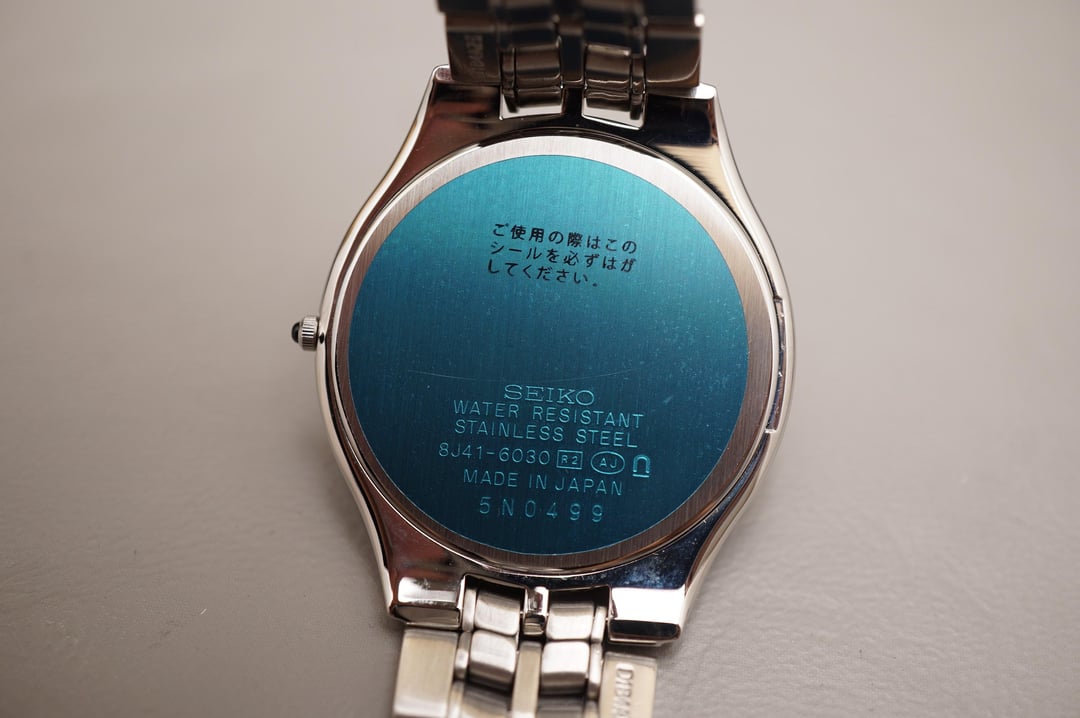 ご使用の際はこの
シールを必ずはが
してください。
SEIKO
WATER RESISTANT
STAINLESS STEEL
8J41-6030 R2 AJ
MADE IN JAPAN
5N0499